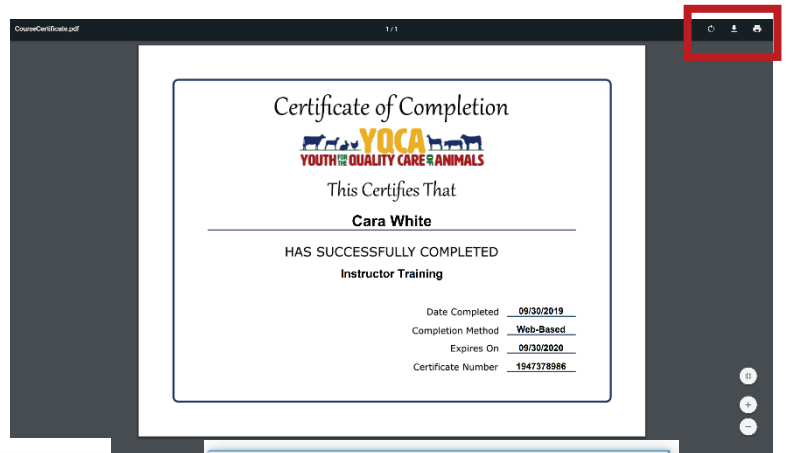 CourseCertificate.pdf
1 / 1
Certificate of Completion
YQCA
YOUTH FOR THE QUALITY CARE OF ANIMALS
This Certifies That
Cara White
HAS SUCCESSFULLY COMPLETED
Instructor Training
Date Completed 09/30/2019
Completion Method Web-Based
Expires On 09/30/2020
Certificate Number 1947378986